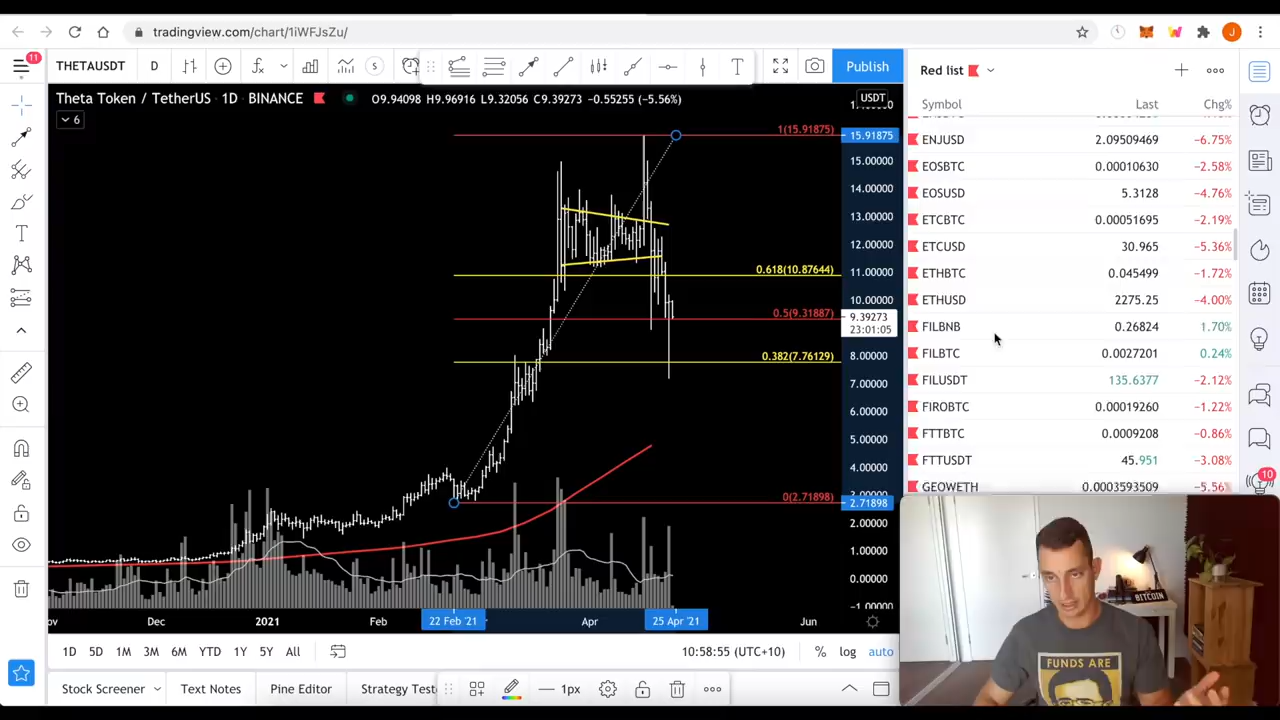 tradingview.com/chart/1iWFJsZu/
11
THETAUSDT
D
Publish
Red list
Theta Token / TetherUS · 1D · BINANCE
O9.94098 H9.96916 L9.32056 C9.39273 −0.55255 (−5.56%)
6
USDT
Symbol Last Chg%
ENJUSD 2.09509469 −6.75%
EOSBTC 0.00010630 −2.58%
EOSUSD 5.3128 −4.76%
ETCBTC 0.00051695 −2.19%
ETCUSD 30.965 −5.36%
ETHBTC 0.045499 −1.72%
ETHUSD 2275.25 −4.00%
FILBNB 0.26824 1.70%
FILBTC 0.0027201 0.24%
FILUSDT 135.6377 −2.12%
FIROBTC 0.00019260 −1.22%
FTTBTC 0.0009208 −0.86%
FTTUSDT 45.951 −3.08%
GEOWETH 0.0003593509 −5.56%
1(15.91875)
0.618(10.87644)
0.5(9.31887)
0.382(7.76129)
0(2.71898)
15.91875
15.00000
14.00000
13.00000
12.00000
11.00000
10.00000
9.39273
23:01:05
8.00000
7.00000
6.00000
5.00000
4.00000
2.71898
2.00000
1.00000
0.00000
−1.00000
Dec 2021 Feb 22 Feb '21 Apr 25 Apr '21 Jun
1D 5D 1M 3M 6M YTD 1Y 5Y All
10:58:55 (UTC+10) % log auto
Stock Screener Text Notes Pine Editor Strategy Test
1px
10
BITCOIN
FUNDS ARE